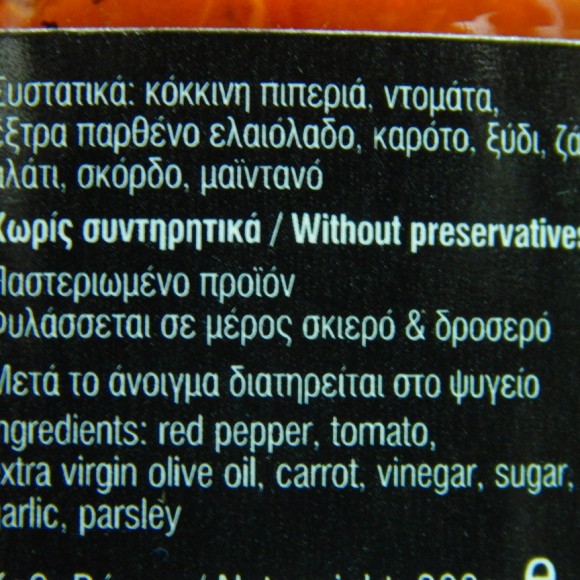 Συστατικά: κόκκινη πιπεριά, ντομάτα,
έξτρα παρθένο ελαιόλαδο, καρότο, ξύδι,
αλάτι, σκόρδο, μαϊντανό
Χωρίς συντηρητικά / Without preservatives
Παστεριωμένο προϊόν
Φυλάσσεται σε μέρος σκιερό & δροσερό
Μετά το άνοιγμα διατηρείται στο ψυγείο
Ingredients: red pepper, tomato,
extra virgin olive oil, carrot, vinegar, sugar,
garlic, parsley